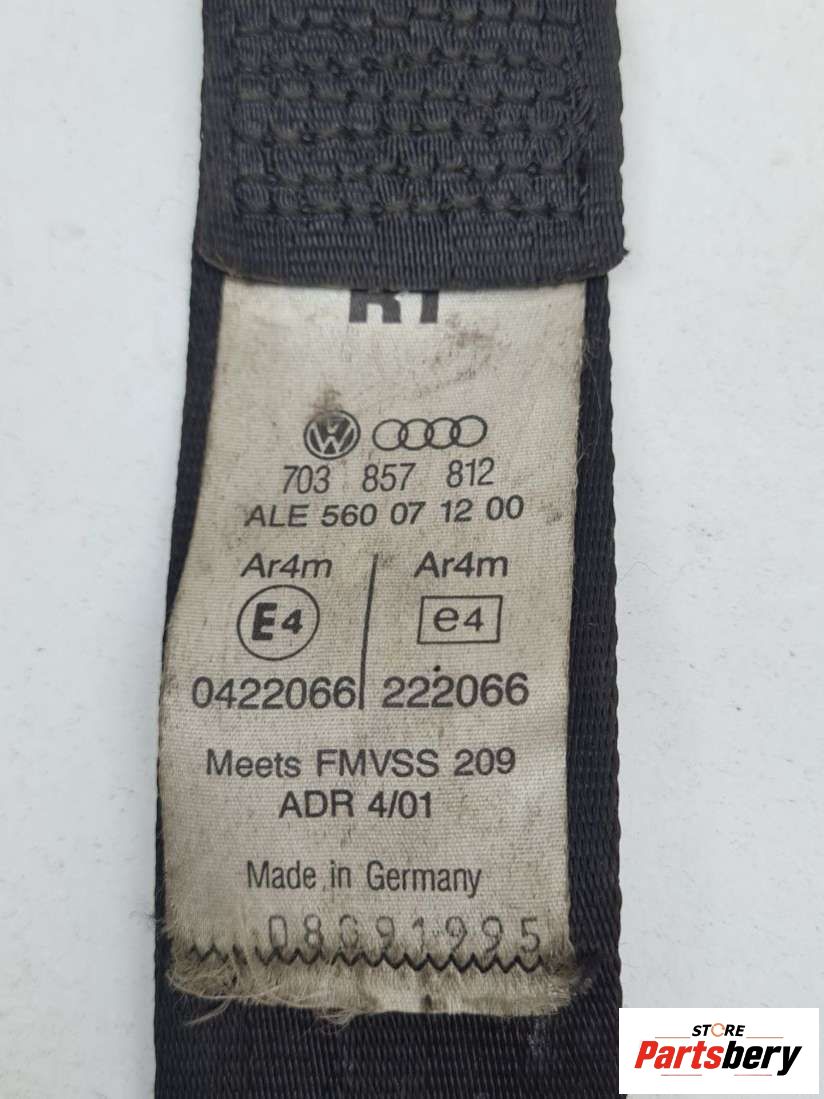 703 857 812
ALE 560 07 12 00
Ar4m Ar4m
E4 e4
0422066 222066
Meets FMVSS 209
ADR 4/01
Made in Germany
STORE
Partsbery